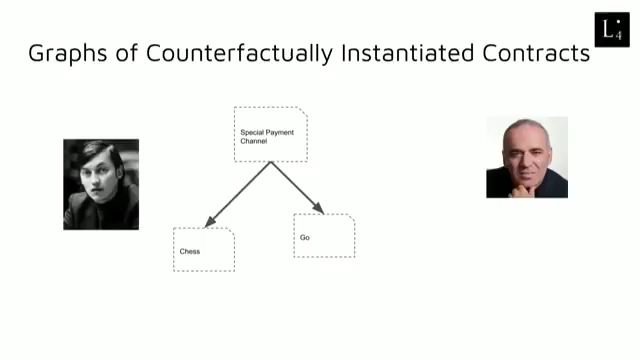 L4
Graphs of Counterfactually Instantiated Contracts
Special Payment
Channel
Chess
Go